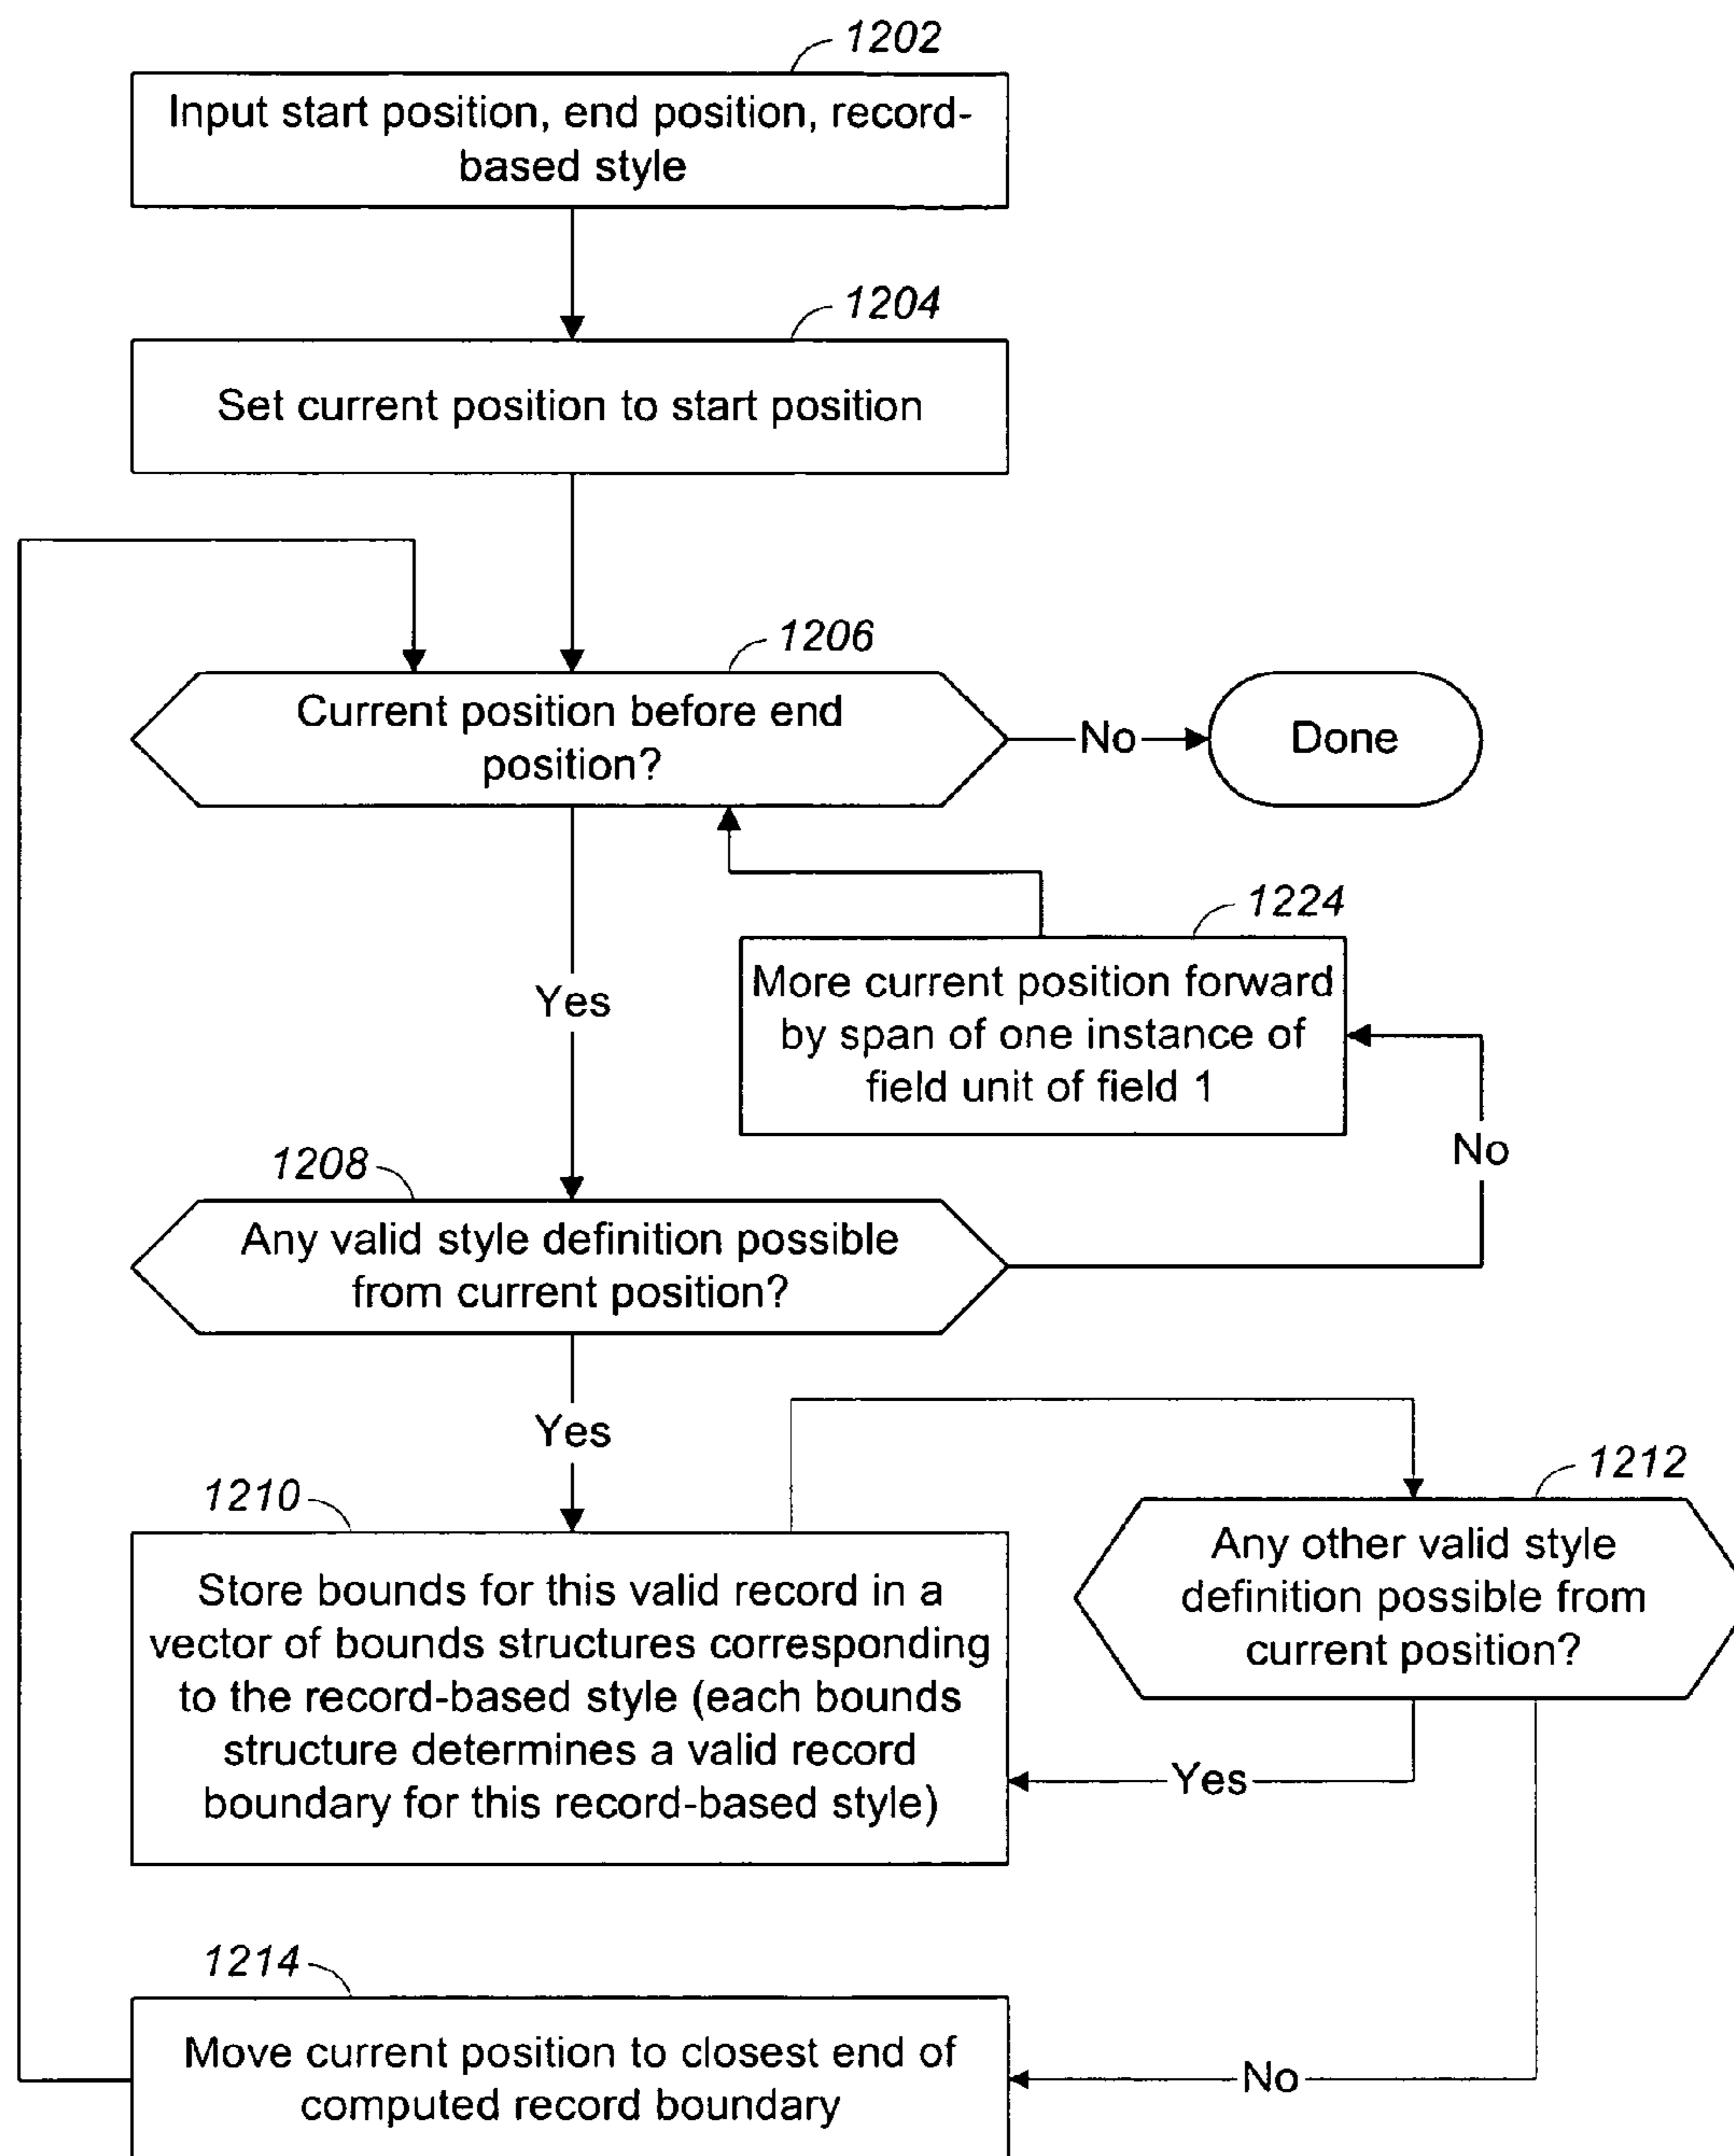 1202
Input start position, end position, record-
based style
1204
Set current position to start position
1206
Current position before end
position?
No
Done
Yes
1224
More current position forward
by span of one instance of
field unit of field 1
No
1208
Any valid style definition possible
from current position?
Yes
1210
Store bounds for this valid record in a
vector of bounds structures corresponding
to the record-based style (each bounds
structure determines a valid record
boundary for this record-based style)
1212
Any other valid style
definition possible from
current position?
Yes
1214
Move current position to closest end of
computed record boundary
No